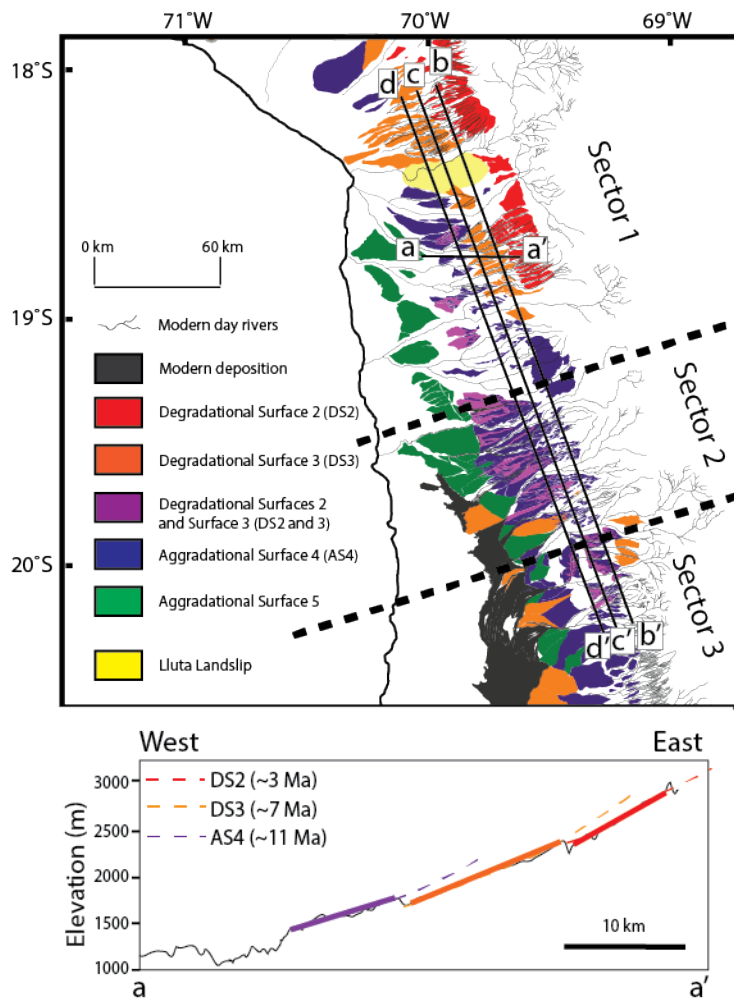 71°W 70°W 69°W
18°S
d c b
Sector 1
a a'
0 km 60 km
19°S
Modern day rivers
Modern deposition
Degradational Surface 2 (DS2)
Sector 2
Degradational Surface 3 (DS3)
Degradational Surfaces 2
and Surface 3 (DS2 and 3)
Aggradational Surface 4 (AS4)
20°S
Aggradational Surface 5
Sector 3
d' c' b'
Lluta Landslip
West East
DS2 (~3 Ma)
DS3 (~7 Ma)
AS4 (~11 Ma)
Elevation (m)
3000
2500
2000
1500
1000
10 km
a a'